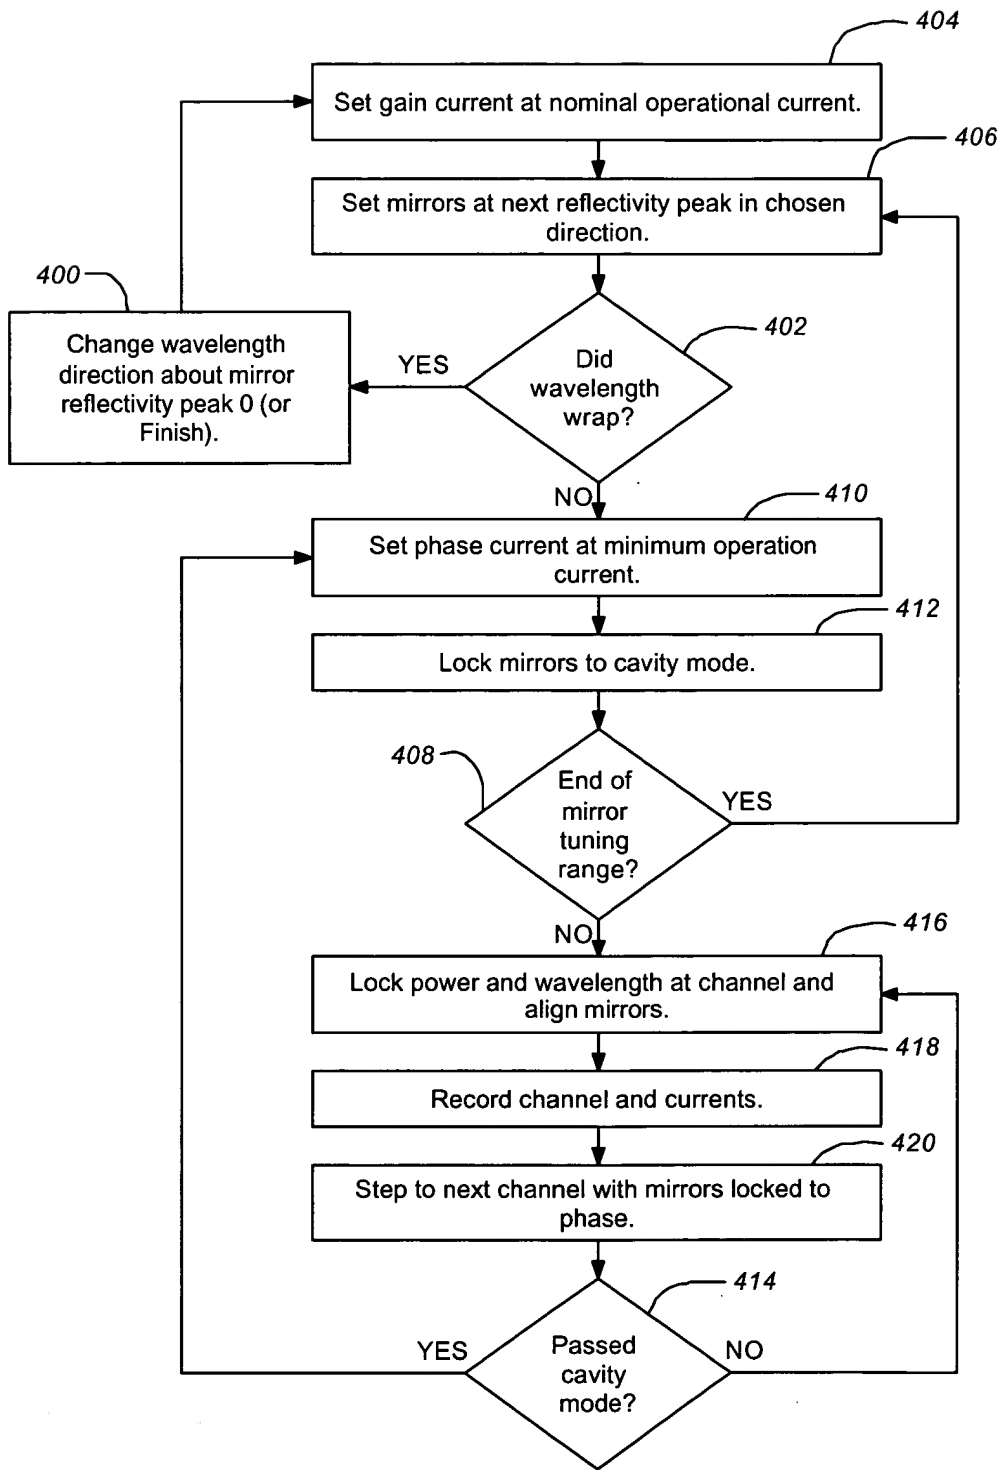 404
Set gain current at nominal operational current.
406
Set mirrors at next reflectivity peak in chosen
direction.
400
Change wavelength
direction about mirror
reflectivity peak 0 (or
Finish).
YES
402
Did
wavelength
wrap?
NO
410
Set phase current at minimum operation
current.
412
Lock mirrors to cavity mode.
408
End of
mirror
tuning
range?
YES
NO
416
Lock power and wavelength at channel and
align mirrors.
418
Record channel and currents.
420
Step to next channel with mirrors locked to
phase.
414
YES
Passed
cavity
mode?
NO